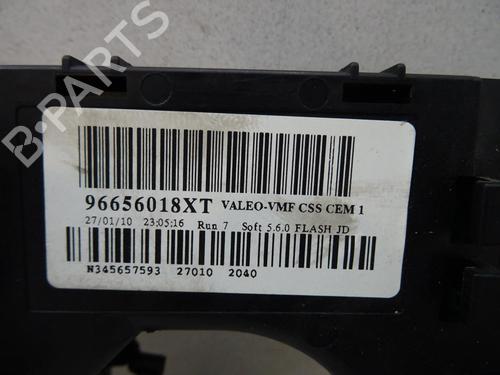 B-PARTS
96656018XT VALEO-VMF CSS CEM 1
27/01/10 23:05:16 Run 7 Soft 5.6.0 FLASH JD
N345657593 27010 2040